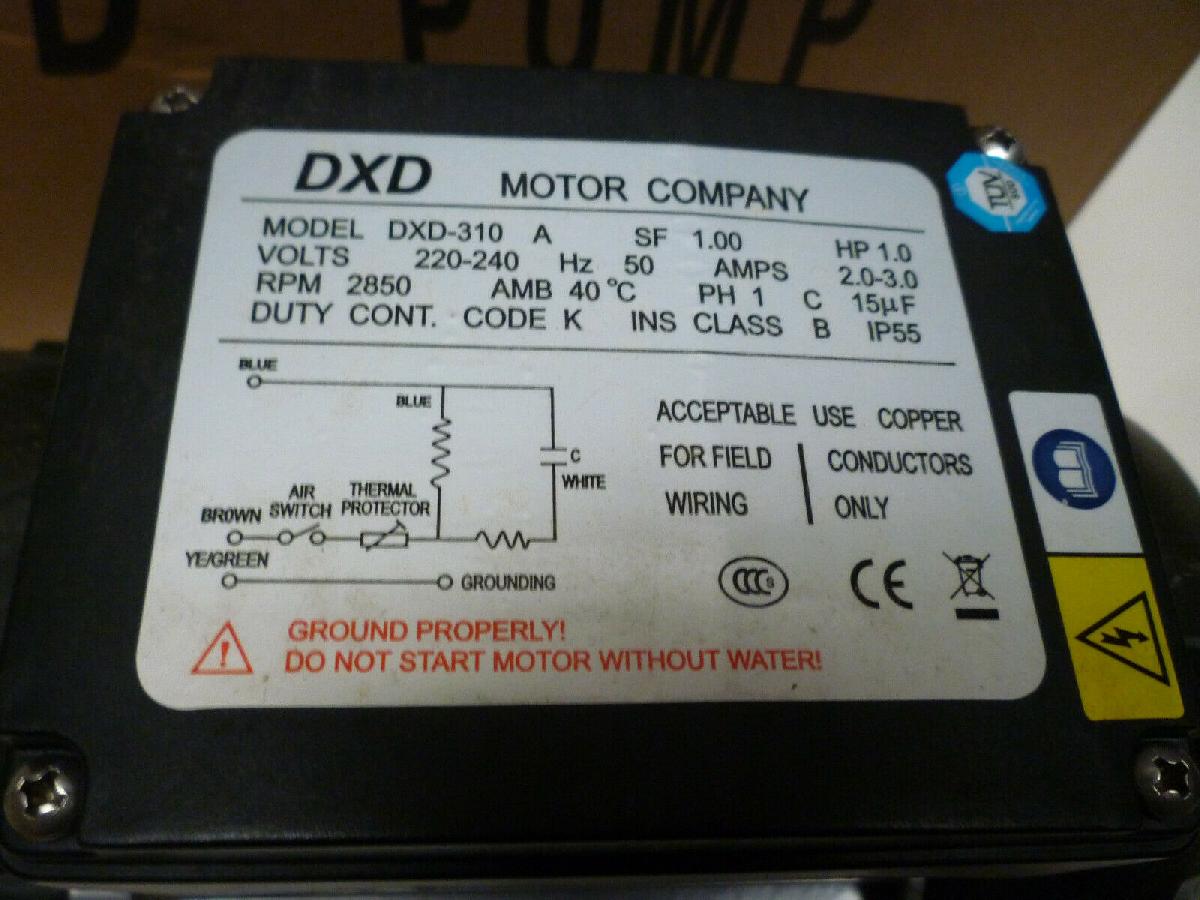 PUMP
DXD MOTOR COMPANY
MODEL DXD-310 A SF 1.00 HP 1.0
VOLTS 220-240 Hz 50 AMPS 2.0-3.0
RPM 2850 AMB 40°C PH 1 C 15µF
DUTY CONT. CODE K INS CLASS B IP55
BLUE
BLUE
C
WHITE
AIR SWITCH
THERMAL PROTECTOR
BROWN
YE/GREEN
GROUNDING
ACCEPTABLE USE COPPER
FOR FIELD CONDUCTORS
WIRING ONLY
CCC S
CE
GROUND PROPERLY!
DO NOT START MOTOR WITHOUT WATER!
TUV